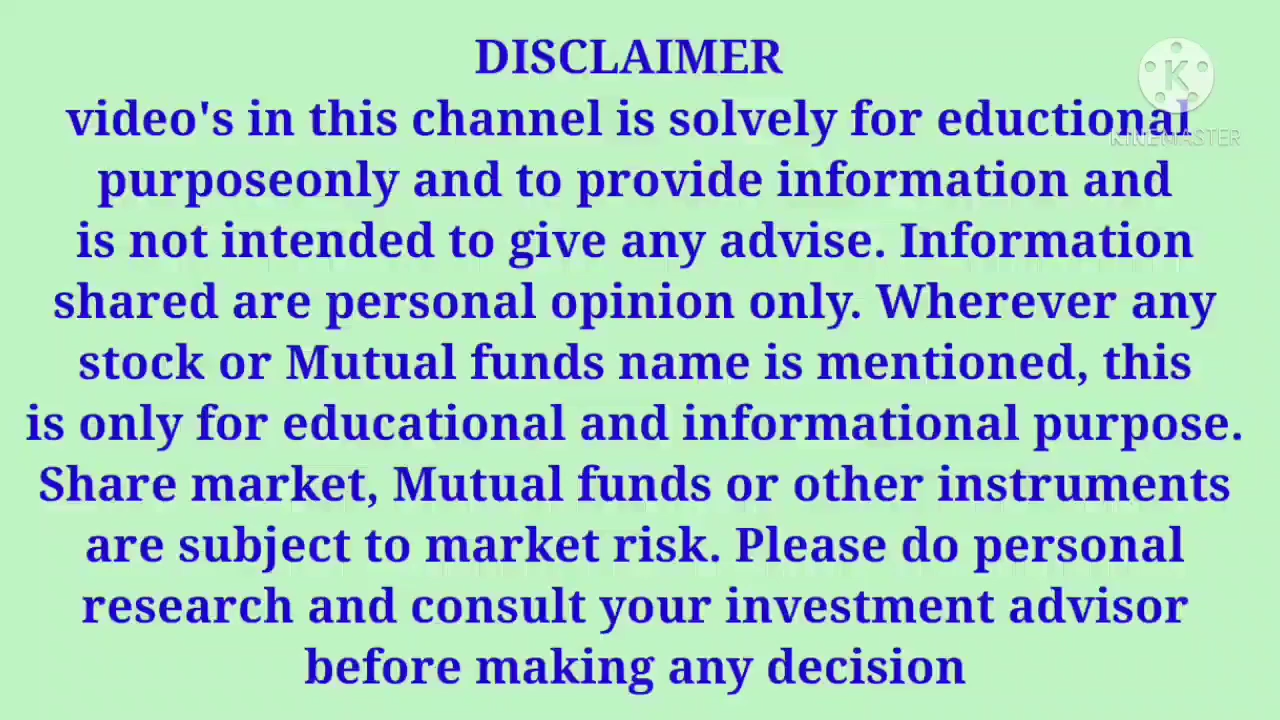 DISCLAIMER
video's in this channel is solvely for eductional
purposeonly and to provide information and
is not intended to give any advise. Information
shared are personal opinion only. Wherever any
stock or Mutual funds name is mentioned, this
is only for educational and informational purpose.
Share market, Mutual funds or other instruments
are subject to market risk. Please do personal
research and consult your investment advisor
before making any decision
K
KINEMASTER